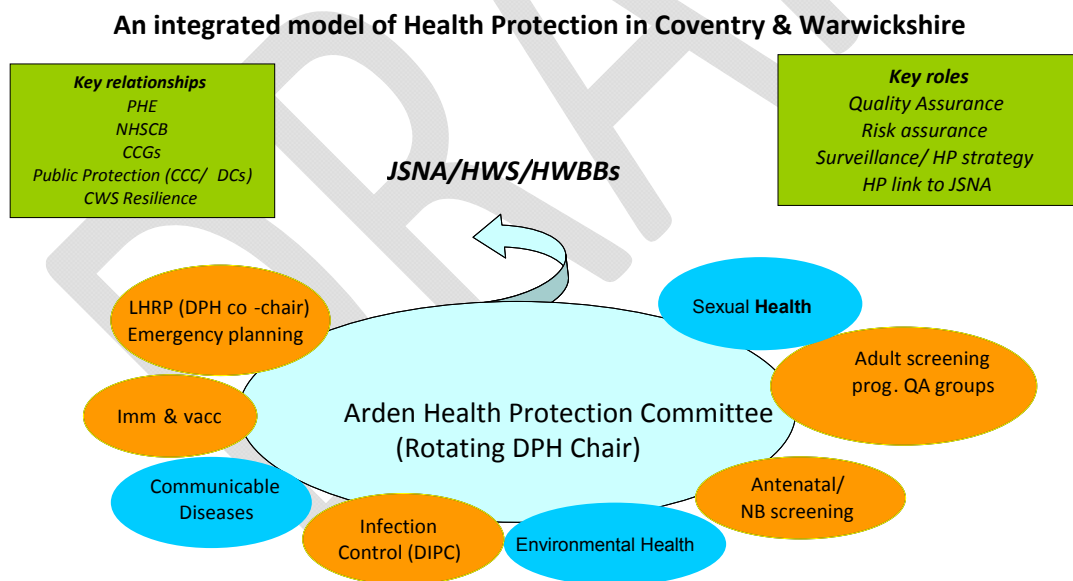 An integrated model of Health Protection in Coventry & Warwickshire
Key relationships
PHE
NHSCB
CCGs
Public Protection (CCC/ DCs)
CWS Resilience
Key roles
Quality Assurance
Risk assurance
Surveillance/ HP strategy
HP link to JSNA
JSNA/HWS/HWBBs
LHRP (DPH co -chair)
Emergency planning
Sexual Health
Adult screening
prog. QA groups
Imm & vacc
Arden Health Protection Committee
(Rotating DPH Chair)
Communicable
Diseases
Antenatal/
NB screening
Infection
Control (DIPC)
Environmental Health
DRAFT